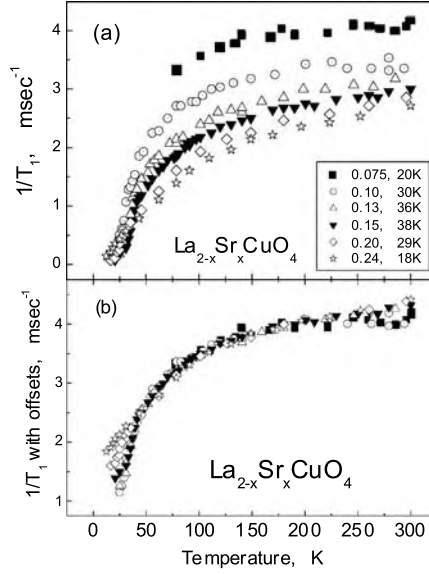 (a)
4
3
2
1
0
1/T₁, msec⁻¹
La₂₋ₓSrₓCuO₄
0.075, 20K
0.10, 30K
0.13, 36K
0.15, 38K
0.20, 29K
0.24, 18K
(b)
4
3
2
1
1/T₁ with offsets, msec⁻¹
La₂₋ₓSrₓCuO₄
0 50 100 150 200 250 300
Temperature, K